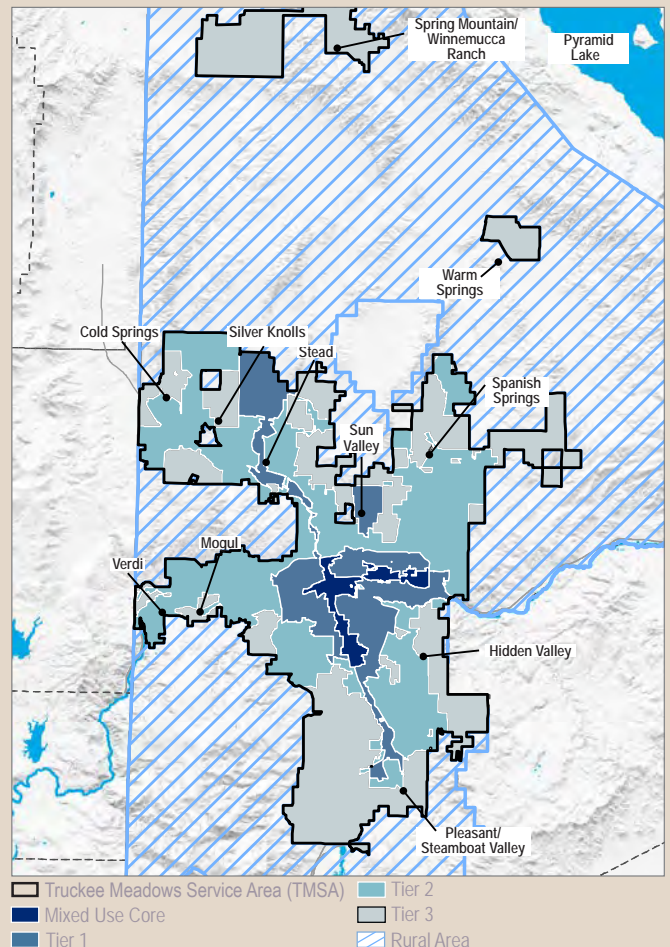 Spring Mountain/
Winnemucca
Ranch
Pyramid
Lake
Warm
Springs
Cold Springs
Silver Knolls
Stead
Spanish
Springs
Sun
Valley
Mogul
Verdi
Hidden Valley
Pleasant/
Steamboat Valley
Truckee Meadows Service Area (TMSA)
Mixed Use Core
Tier 1
Tier 2
Tier 3
Rural Area